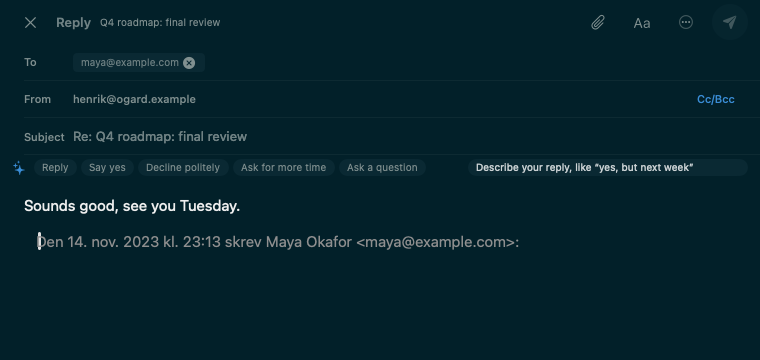 Reply Q4 roadmap: final review Aa
To maya@example.com
From henrik@ogard.example Cc/Bcc
Subject Re: Q4 roadmap: final review
Reply Say yes Decline politely Ask for more time Ask a question Describe your reply, like “yes, but next week”
Sounds good, see you Tuesday.
Den 14. nov. 2023 kl. 23:13 skrev Maya Okafor <maya@example.com>: